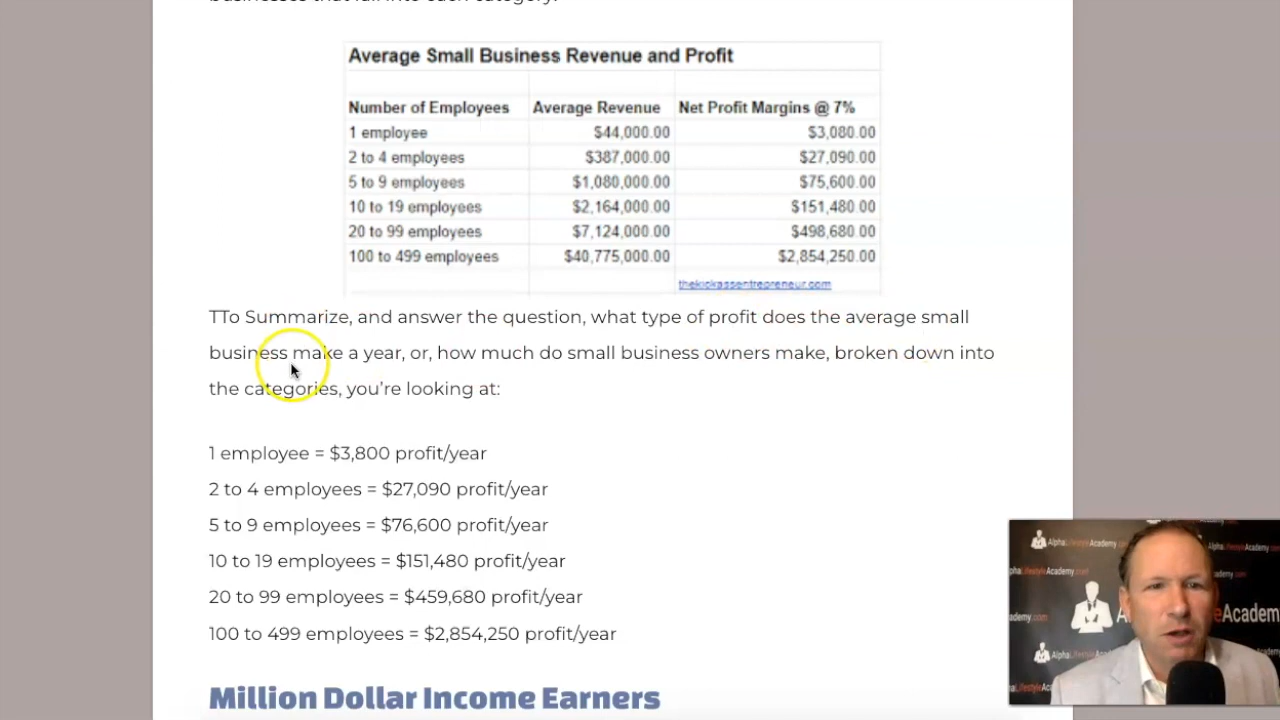 Average Small Business Revenue and Profit
Number of Employees Average Revenue Net Profit Margins @ 7%
1 employee $44,000.00 $3,080.00
2 to 4 employees $387,000.00 $27,090.00
5 to 9 employees $1,080,000.00 $75,600.00
10 to 19 employees $2,164,000.00 $151,480.00
20 to 99 employees $7,124,000.00 $498,680.00
100 to 499 employees $40,775,000.00 $2,854,250.00
thekickassentrepreneur.com
TTo Summarize, and answer the question, what type of profit does the average small
business make a year, or, how much do small business owners make, broken down into
the categories, you’re looking at:
1 employee = $3,800 profit/year
2 to 4 employees = $27,090 profit/year
5 to 9 employees = $76,600 profit/year
10 to 19 employees = $151,480 profit/year
20 to 99 employees = $459,680 profit/year
100 to 499 employees = $2,854,250 profit/year
Million Dollar Income Earners
AlphaLifestyleAcademy.com